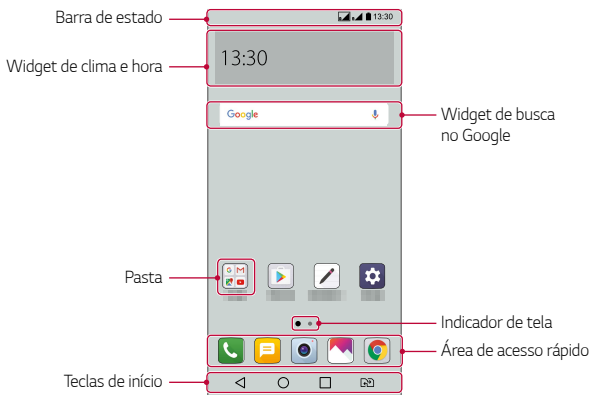 Barra de estado
13:30
Widget de clima e hora
13:30
Google
Widget de busca
no Google
G M
Pasta
Indicador de tela
Área de acesso rápido
Teclas de início